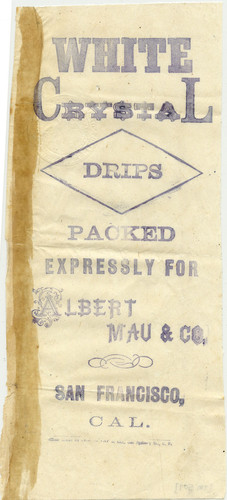 WHITE
CRYSTAL
DRIPS
PACKED
EXPRESSLY FOR
ALBERT
MAU & CO.
SAN FRANCISCO,
CAL.